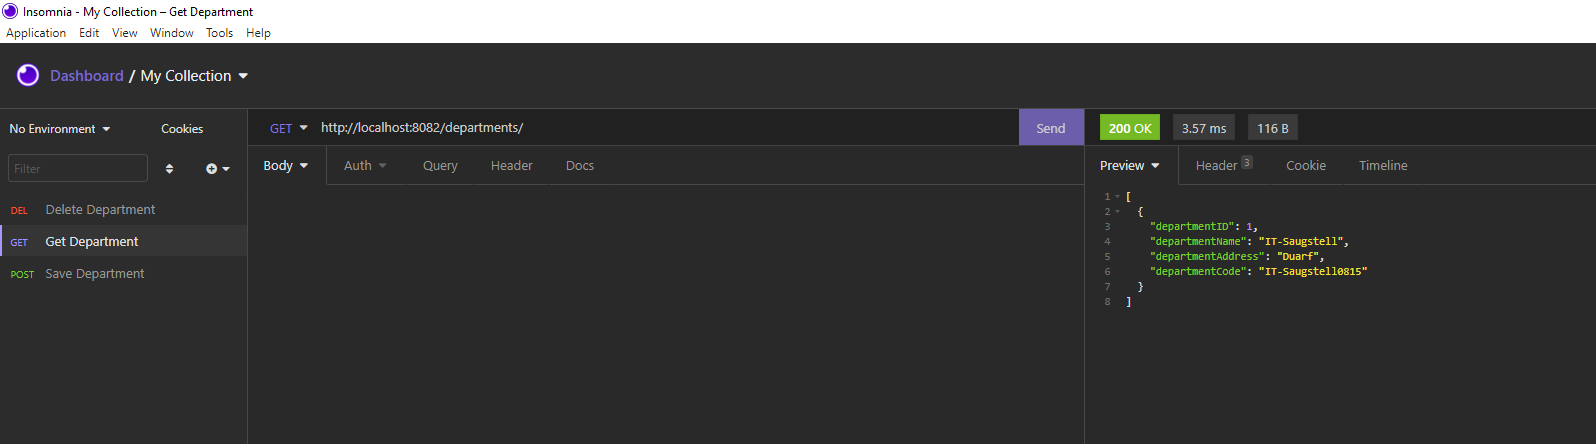 Insomnia - My Collection – Get Department
Application Edit View Window Tools Help
Dashboard / My Collection
No Environment Cookies
GET http://localhost:8082/departments/ Send
200 OK 3.57 ms 116 B
Filter
Body Auth Query Header Docs
Preview Header 3 Cookie Timeline
DEL Delete Department
GET Get Department
POST Save Department
1 [
2 {
3 "departmentID": 1,
4 "departmentName": "IT-Saugstell",
5 "departmentAddress": "Duarf",
6 "departmentCode": "IT-Saugstell0815"
7 }
8 ]